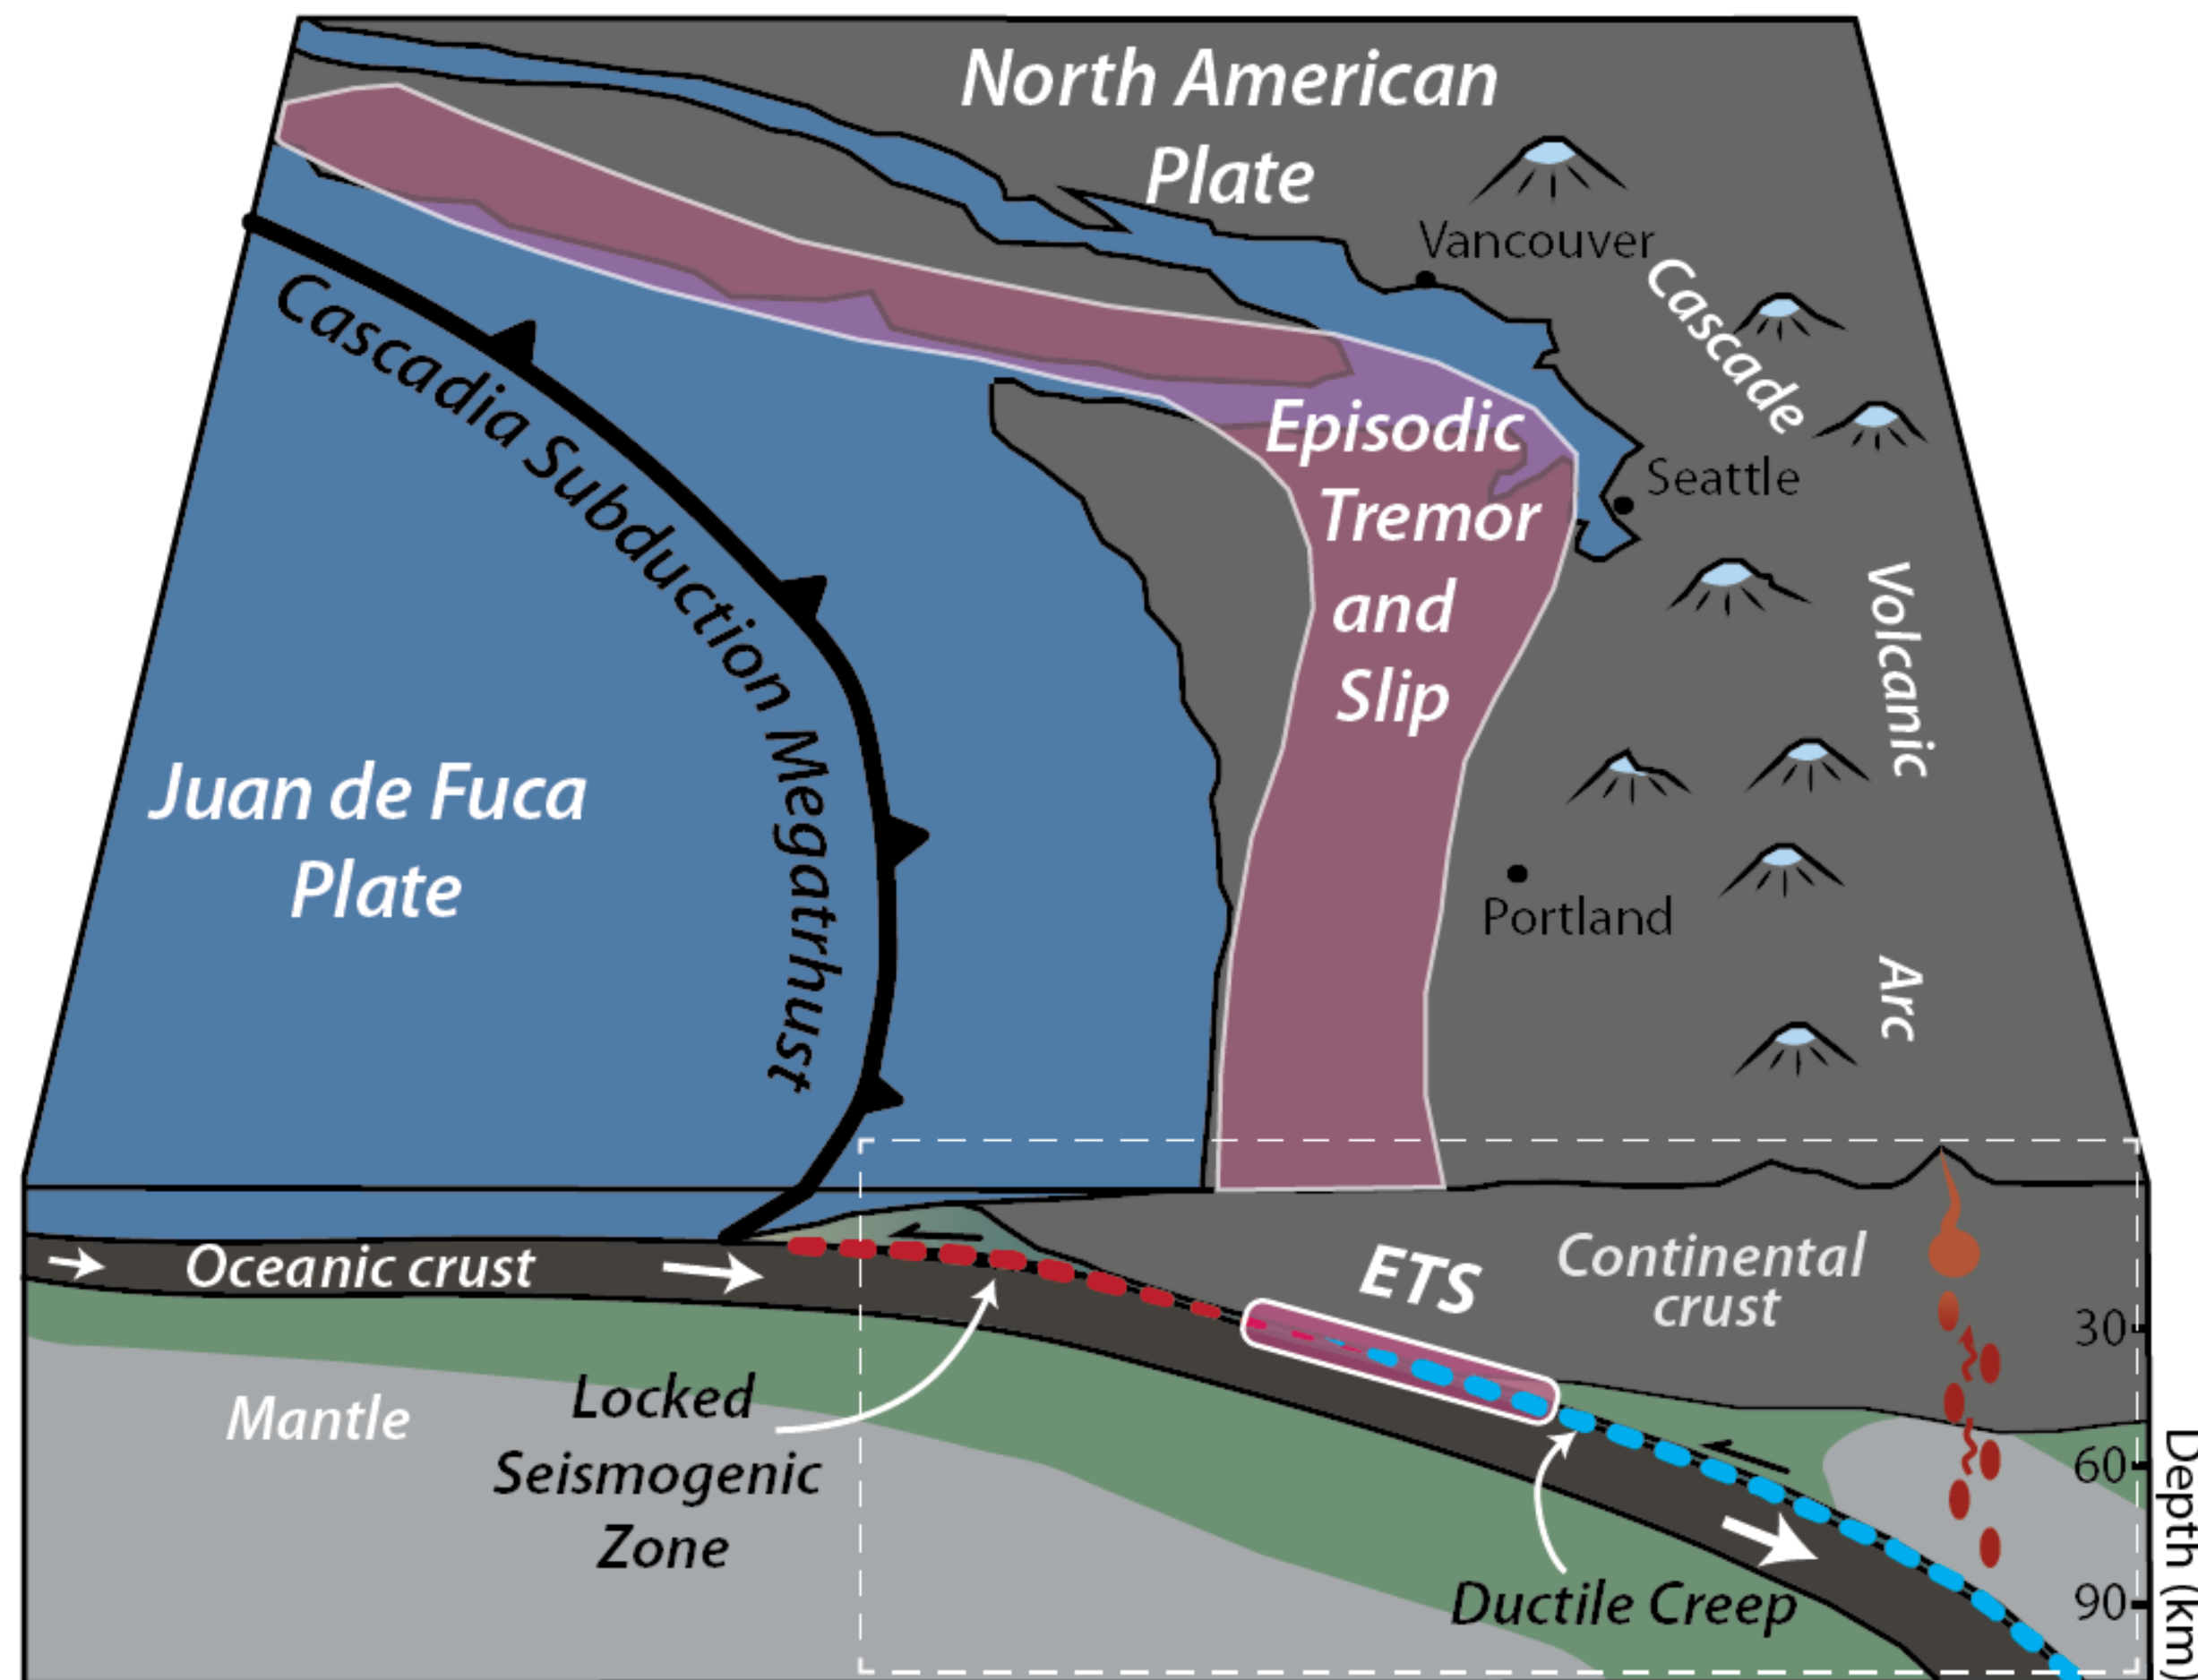 North American
Plate
Vancouver
Cascade
Cascadia Subduction Megatrhust
Episodic
Tremor
and
Slip
Seattle
Volcanic
Juan de Fuca
Plate
Portland
Arc
Oceanic crust
ETS
Continental
crust
30
Mantle
Locked
Seismogenic
Zone
60
Ductile Creep
90
Depth (km)